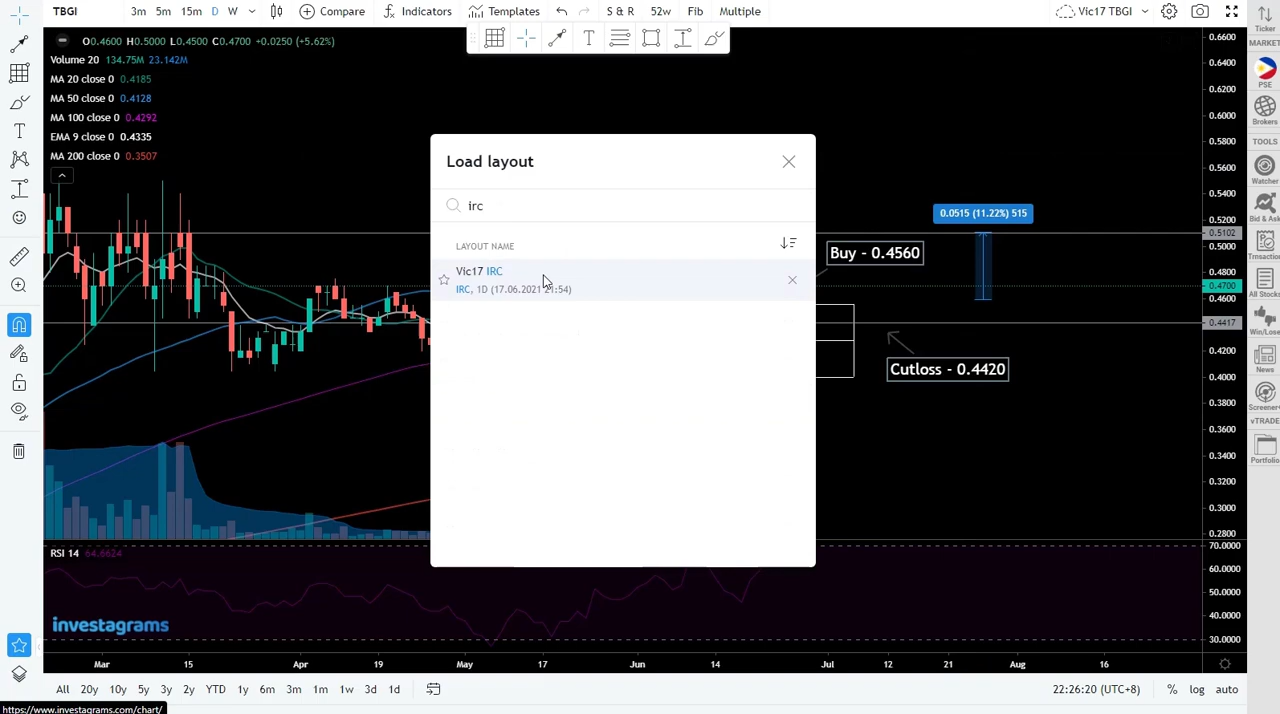 TBGI 3m 5m 15m D W Compare Indicators Templates S & R 52w Fib Multiple Vic17 TBGI
O0.4600 H0.5000 L0.4500 C0.4700 +0.0250 (+5.62%)
Volume 20 134.75M 23.142M
MA 20 close 0 0.4185
MA 50 close 0 0.4128
MA 100 close 0 0.4292
EMA 9 close 0 0.4335
MA 200 close 0 0.3507
Load layout
irc
LAYOUT NAME
Vic17 IRC
IRC, 1D (17.06.2021
54)
0.0515 (11.22%) 515
Buy - 0.4560
Cutloss - 0.4420
0.6600
0.6400
0.6200
0.6000
0.5800
0.5600
0.5400
0.5200
0.5102
0.5000
0.4800
0.4700
0.4600
0.4417
0.4200
0.4000
0.3800
0.3600
0.3400
0.3200
0.3000
0.2800
70.0000
60.0000
50.0000
40.0000
30.0000
RSI 14 64.6624
investagrams
Mar 15 Apr 19 May 17 Jun 14 Jul 12 21 Aug 16
All 20y 10y 5y 3y 2y YTD 1y 6m 3m 1m 1w 3d 1d
22:26:20 (UTC+8) % log auto
https://www.investagrams.com/chart/
Ticker
MARKET
PSE
Brokers
TOOLS
Watcher
Bid & Ask
Trnsaction
All Stocks
Win/Lose
News
Screener
vTRADE
Portfolio